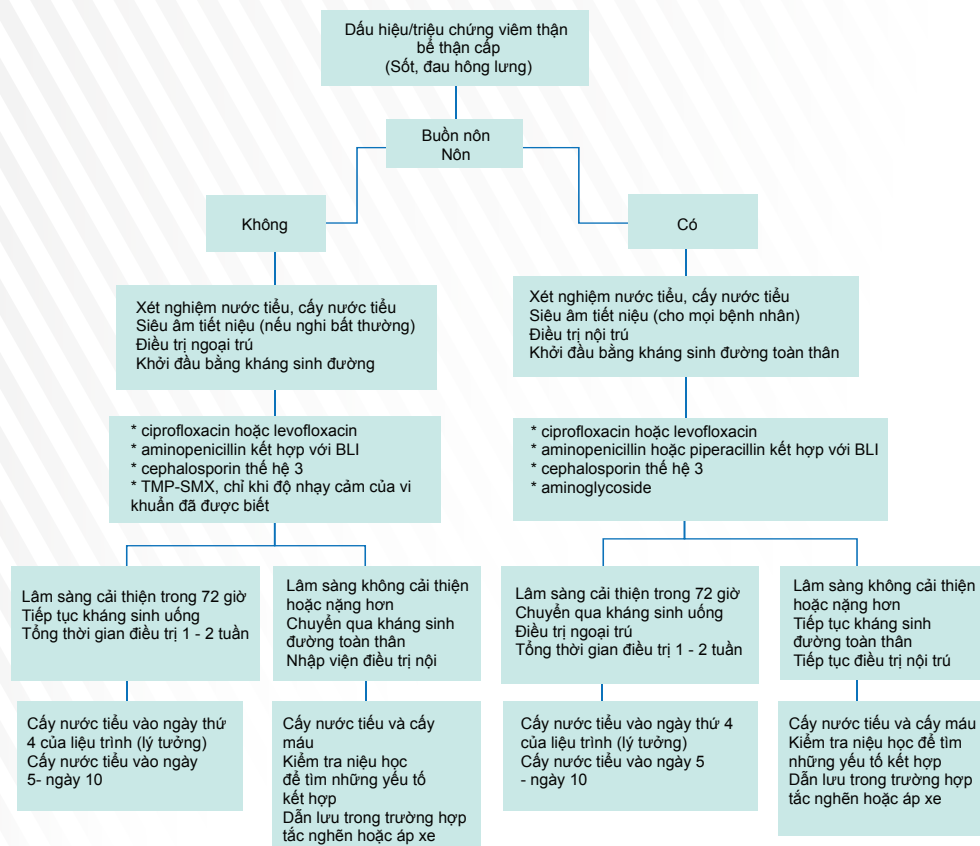 Dấu hiệu/triệu chứng viêm thận
bể thận cấp
(Sốt, đau hông lưng)
Buồn nôn
Nôn
Không
Có
Xét nghiệm nước tiểu, cấy nước tiểu
Siêu âm tiết niệu (nếu nghi bất thường)
Điều trị ngoại trú
Khởi đầu bằng kháng sinh đường
Xét nghiệm nước tiểu, cấy nước tiểu
Siêu âm tiết niệu (cho mọi bệnh nhân)
Điều trị nội trú
Khởi đầu bằng kháng sinh đường toàn thân
* ciprofloxacin hoặc levofloxacin
* aminopenicillin kết hợp với BLI
* cephalosporin thế hệ 3
* TMP-SMX, chỉ khi độ nhạy cảm của vi
khuẩn đã được biết
* ciprofloxacin hoặc levofloxacin
* aminopenicillin hoặc piperacillin kết hợp với BLI
* cephalosporin thế hệ 3
* aminoglycoside
Lâm sàng cải thiện trong 72 giờ
Tiếp tục kháng sinh uống
Tổng thời gian điều trị 1 - 2 tuần
Lâm sàng không cải thiện
hoặc nặng hơn
Chuyển qua kháng sinh
đường toàn thân
Nhập viện điều trị nội
Lâm sàng cải thiện trong 72 giờ
Chuyển qua kháng sinh uống
Điều trị ngoại trú
Tổng thời gian điều trị 1 - 2 tuần
Lâm sàng không cải thiện
hoặc nặng hơn
Tiếp tục kháng sinh
đường toàn thân
Tiếp tục điều trị nội trú
Cấy nước tiểu vào ngày thứ
4 của liệu trình (lý tưởng)
Cấy nước tiểu vào ngày
5- ngày 10
Cấy nước tiếu và cấy
máu
Kiểm tra niệu học
để tìm những yếu tố
kết hợp
Dẫn lưu trong trường hợp
tắc nghẽn hoặc áp xe
Cấy nước tiểu vào ngày thứ 4
của liệu trình (lý tưởng)
Cấy nước tiểu vào ngày 5
- ngày 10
Cấy nước tiếu và cấy máu
Kiểm tra niệu học để tìm
những yếu tố kết hợp
Dẫn lưu trong trường hợp
tắc nghẽn hoặc áp xe